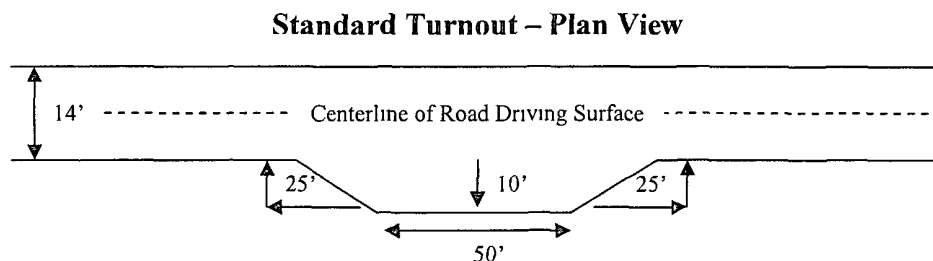 Standard Turnout – Plan View
14’
Centerline of Road Driving Surface
25’
10’
25’
50’